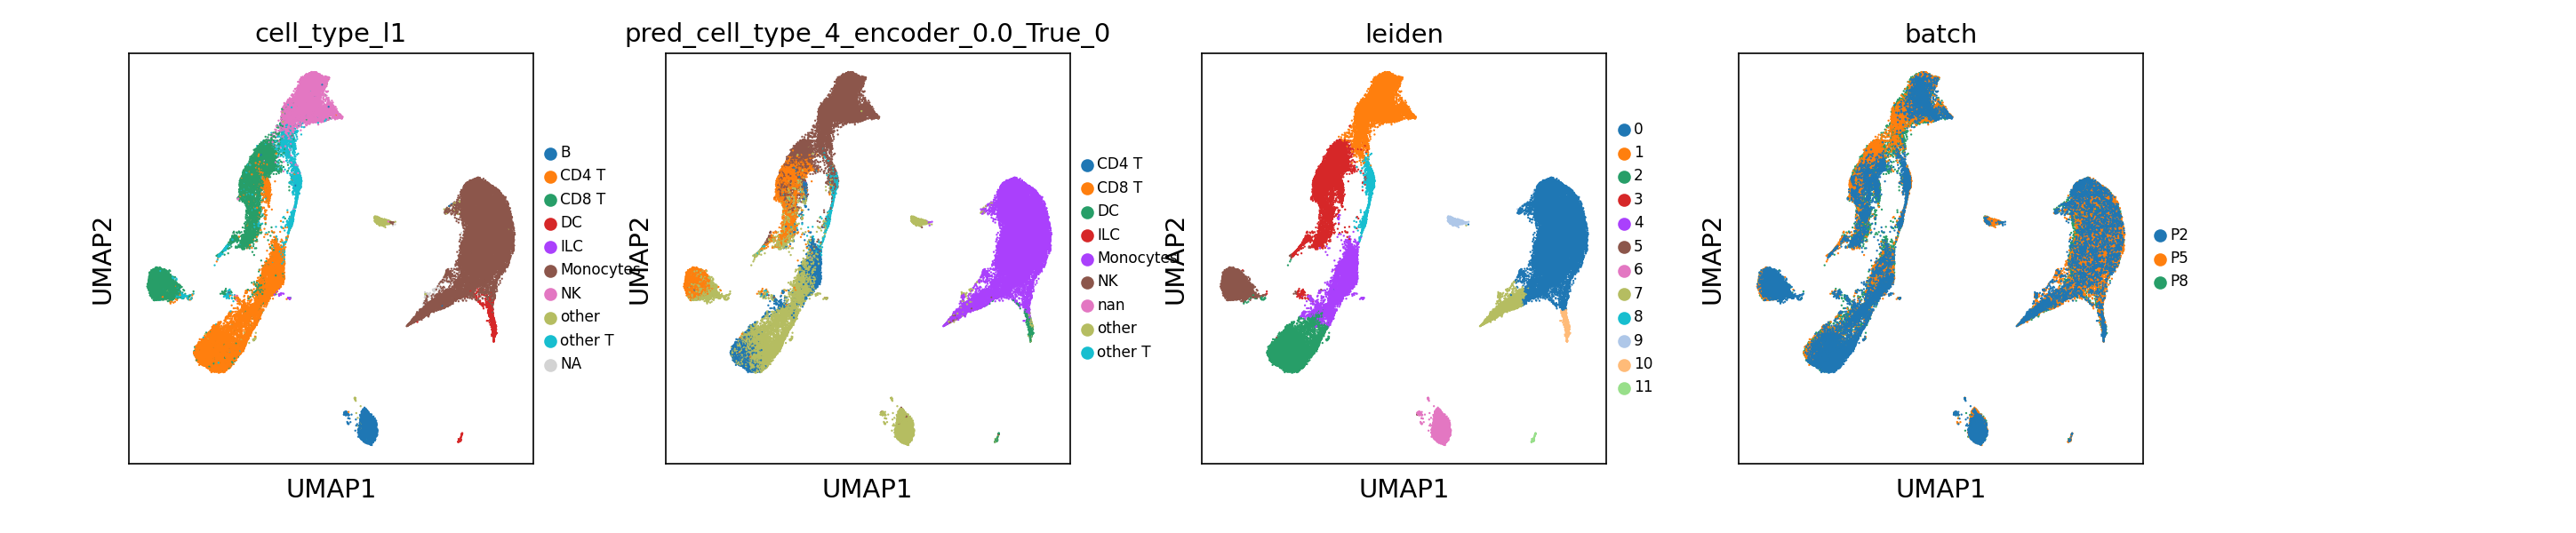 cell_type_l1
UMAP2
UMAP1
B
CD4 T
CD8 T
DC
ILC
Monocytes
NK
other
other T
NA
pred_cell_type_4_encoder_0.0_True_0
UMAP2
UMAP1
CD4 T
CD8 T
DC
ILC
Monocytes
NK
nan
other
other T
leiden
UMAP2
UMAP1
0
1
2
3
4
5
6
7
8
9
10
11
batch
UMAP2
UMAP1
P2
P5
P8